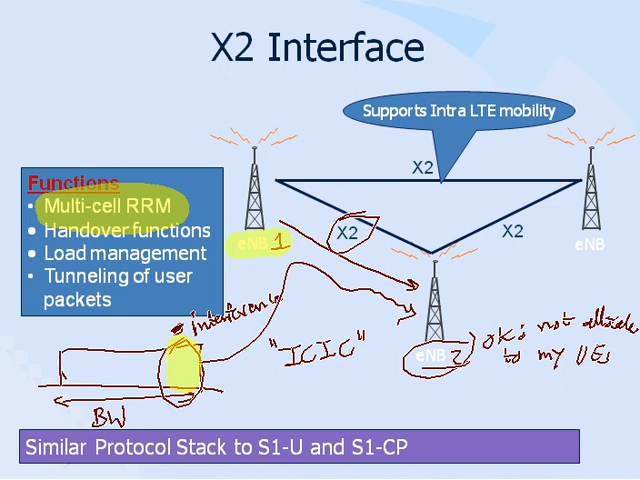 X2 Interface
Supports Intra LTE mobility
X2
Functions
• Multi-cell RRM
• Handover functions
• Load management
• Tunneling of user
packets
eNB 1
X2
X2
eNB
interference
"ICIC"
eNB 2
ok: not allocate
to my UEs
BW
Similar Protocol Stack to S1-U and S1-CP